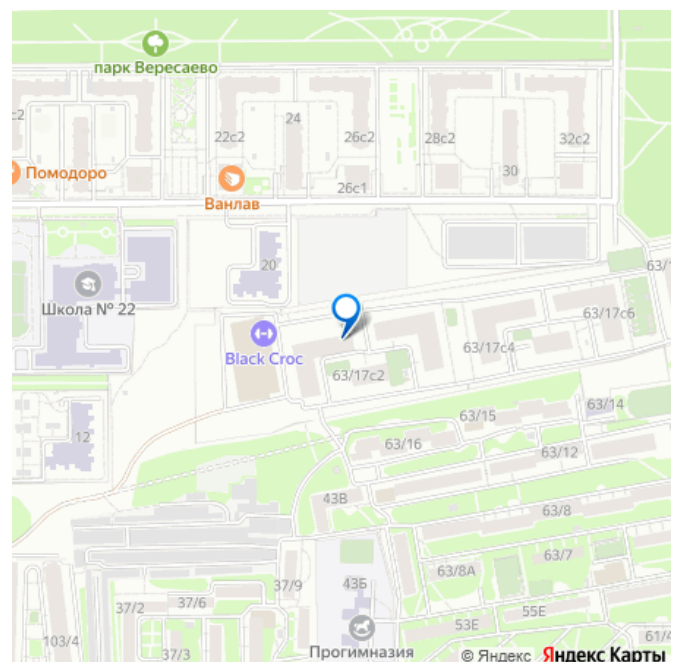 парк Вересаево
c2
22с2
24
26с2
28с2
32с2
30
Помодоро
26с1
Ванлав
20
Школа № 22
63/1
63/17с6
Black Croc
63/17с4
63/17с2
63/14
63/15
12
63/16
63/12
43В
63/8
63/7
63/8А
37/9
43Б
37/2
37/6
55Е
53Е
61/4
103/4
37/3
Прогимназия
© Яндекс Яндекс Карты